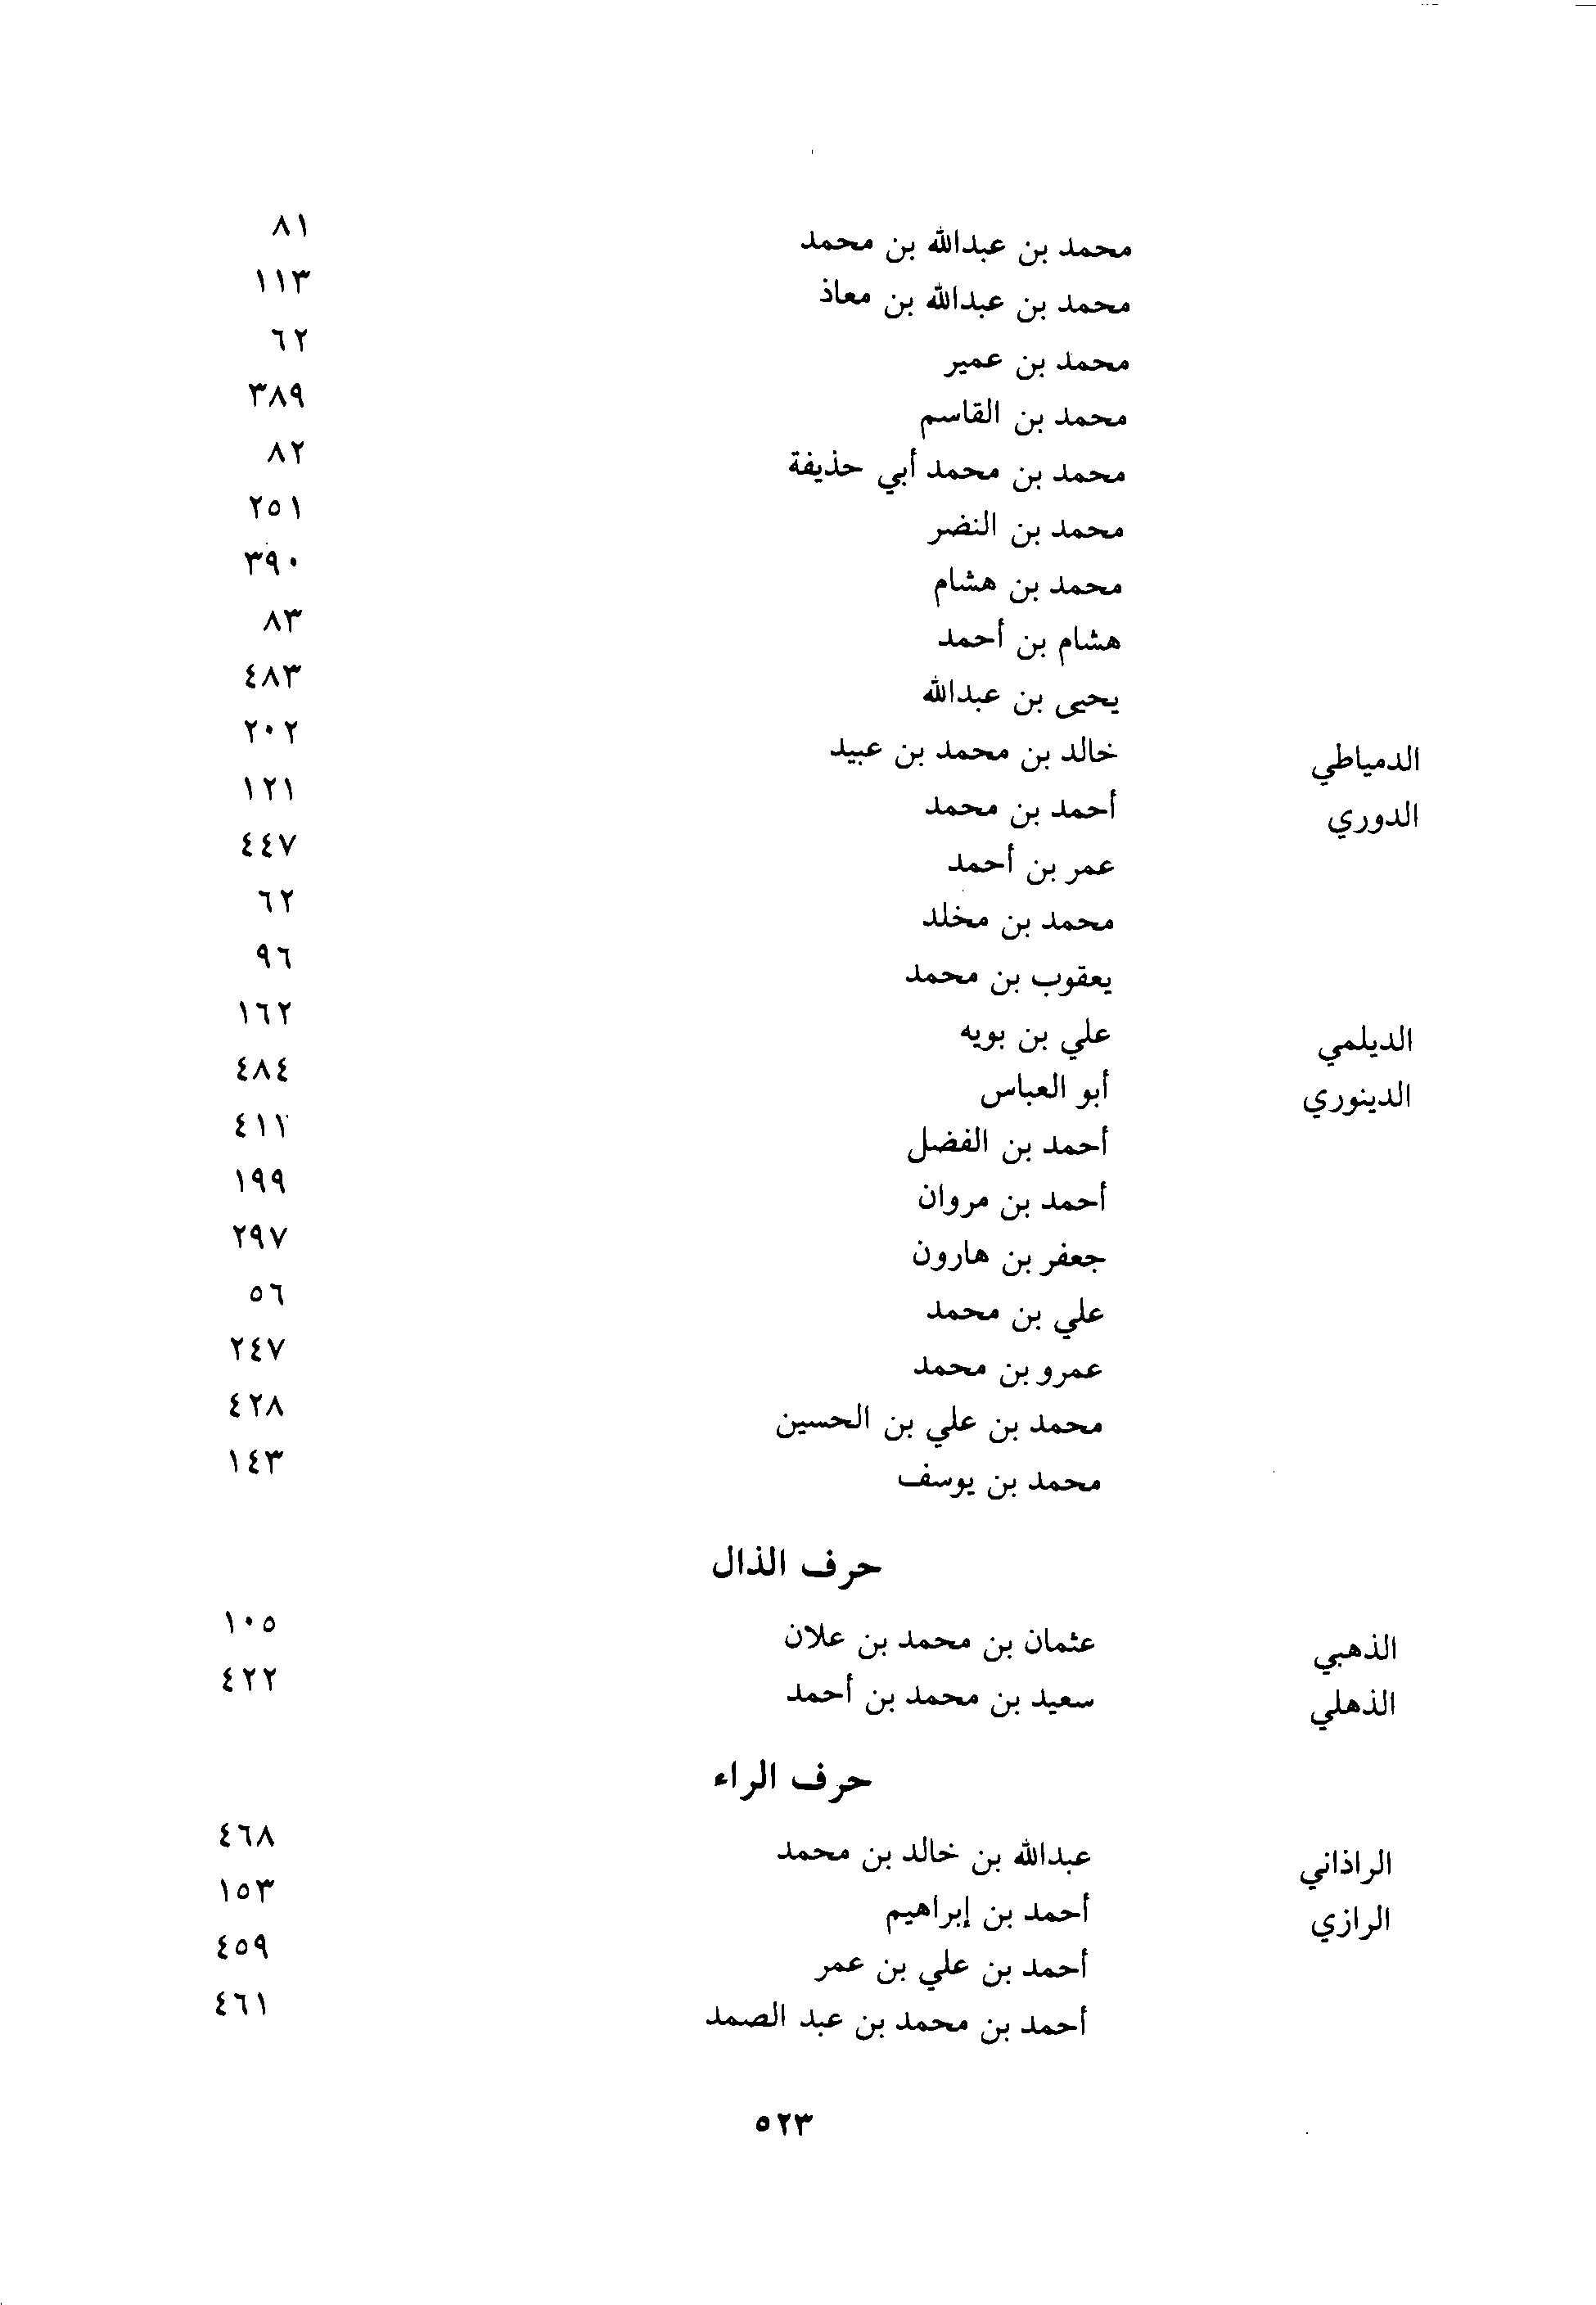 محمد بن عبدالله بن محمد ٨١
محمد بن عبدالله بن معاذ ١١٣
محمد بن عمير ٦٢
محمد بن القاسم ٣٨٩
محمد بن محمد أبي حذيفة ٨٢
محمد بن النضر ٢٥١
محمد بن هشام ٣٩٠
هشام بن أحمد ٨٣
يحيى بن عبدالله ٤٨٣
الدمياطي خالد بن محمد بن عبيد ٢٠٢
الدوري أحمد بن محمد ١٢١
عمر بن أحمد ٤٤٧
محمد بن مخلد ٦٢
يعقوب بن محمد ٩٦
الديلمي علي بن بويه ١٦٢
الدينوري أبو العباس ٤٨٤
أحمد بن الفضل ٤١١
أحمد بن مروان ١٩٩
جعفر بن هارون ٢٩٧
علي بن محمد ٥٦
عمرو بن محمد ٢٤٧
محمد بن علي بن الحسين ٤٢٨
محمد بن يوسف ١٤٣
حرف الذال
الذهبي عثمان بن محمد بن علان ١٠٥
الذهلي سعيد بن محمد بن أحمد ٤٢٢
حرف الراء
الراذاني عبدالله بن خالد بن محمد ٤٦٨
الرازي أحمد بن إبراهيم ١٥٣
أحمد بن علي بن عمر ٤٥٩
أحمد بن محمد بن عبد الصمد ٤٦١
٥٢٣